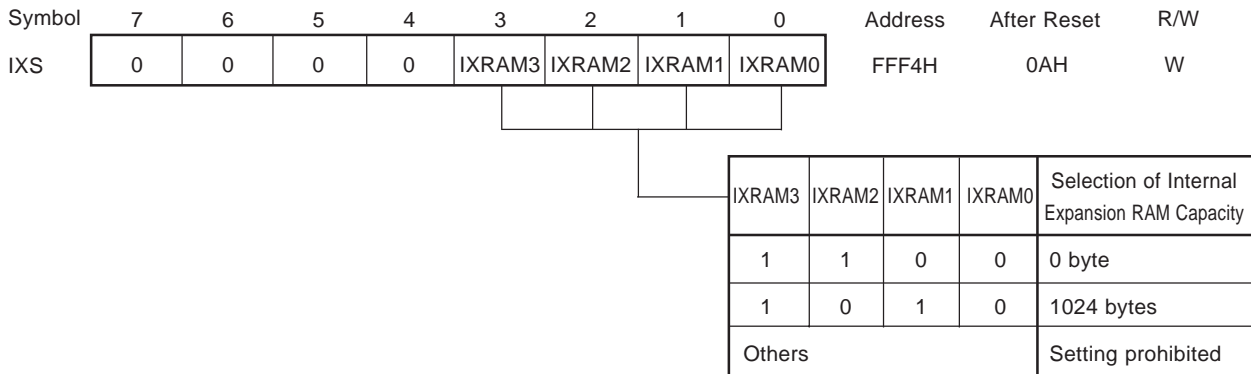 Symbol 7 6 5 4 3 2 1 0 Address After Reset R/W
IXS 0 0 0 0 IXRAM3 IXRAM2 IXRAM1 IXRAM0 FFF4H 0AH W
IXRAM3 IXRAM2 IXRAM1 IXRAM0 Selection of Internal
Expansion RAM Capacity
1 1 0 0 0 byte
1 0 1 0 1024 bytes
Others Setting prohibited